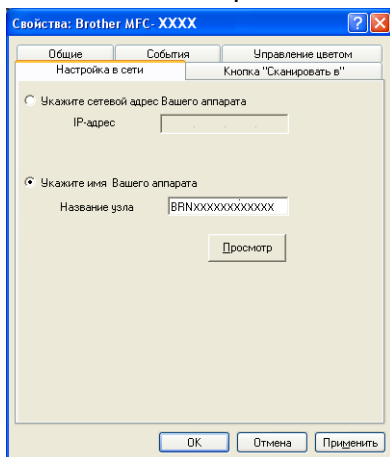 Свойства: Brother MFC- XXXX
Общие События Управление цветом
Настройка в сети Кнопка "Сканировать в"
Укажите сетевой адрес Вашего аппарата
IP-адрес
Укажите имя Вашего аппарата
Название узла BRNXXXXXXXXXXXX
Просмотр
OK Отмена Применить